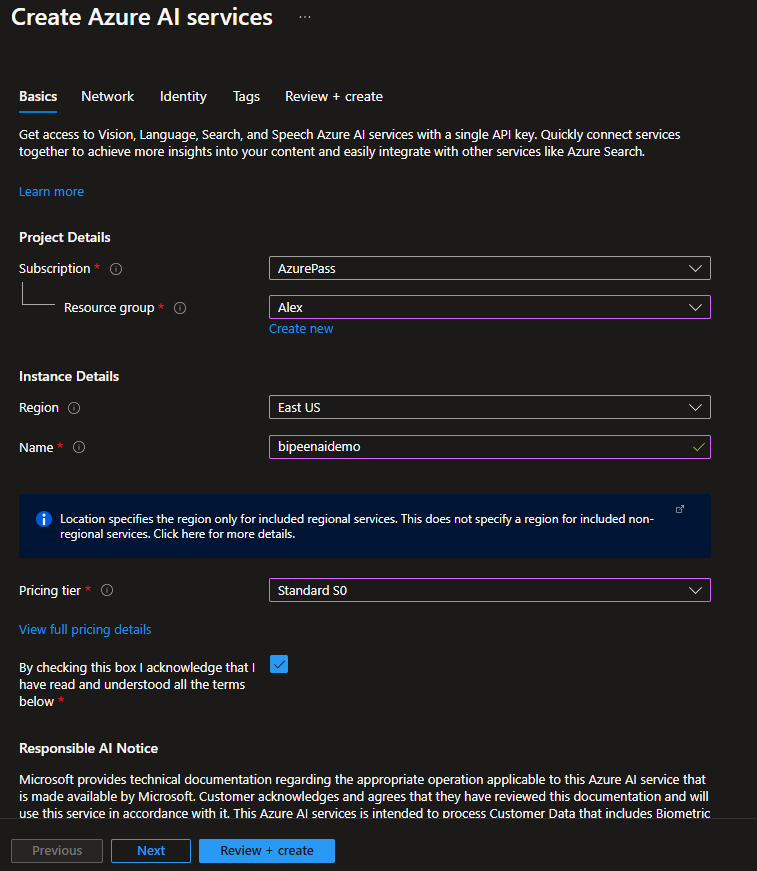 Create Azure AI services ...
Basics Network Identity Tags Review + create
Get access to Vision, Language, Search, and Speech Azure AI services with a single API key. Quickly connect services
together to achieve more insights into your content and easily integrate with other services like Azure Search.
Learn more
Project Details
Subscription *
AzurePass
Resource group *
Alex
Create new
Instance Details
Region
East US
Name *
bipeenaidemo
Location specifies the region only for included regional services. This does not specify a region for included non-
regional services. Click here for more details.
Pricing tier *
Standard S0
View full pricing details
By checking this box I acknowledge that I
have read and understood all the terms
below *
Responsible AI Notice
Microsoft provides technical documentation regarding the appropriate operation applicable to this Azure AI service that
is made available by Microsoft. Customer acknowledges and agrees that they have reviewed this documentation and will
use this service in accordance with it. This Azure AI services is intended to process Customer Data that includes Biometric
Previous Next Review + create